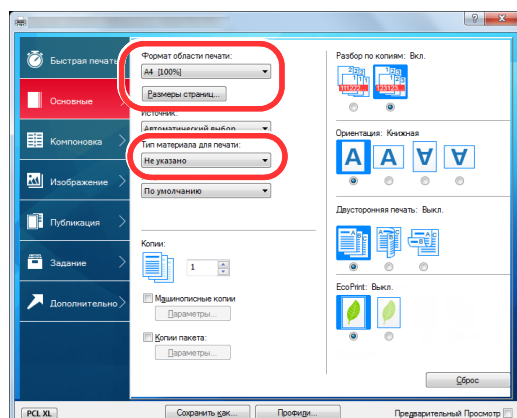 Быстрая печать
Основные
Компоновка
Изображение
Публикация
Задание
Дополнительно
Формат области печати:
A4 [100%]
Размеры страниц...
Источник:
Автоматический выбор
Тип материала для печати:
Не указано
По умолчанию
Копии:
1
Машинописные копии
Параметры...
Копии пакета:
Параметры...
Разбор по копиям: Вкл.
111222...
123123...
Ориентация: Книжная
A A A A
Двусторонняя печать: Выкл.
A B A B C A B C
EcoPrint: Выкл.
Сброс
PCL XL
Сохранить как...
Профили...
Предварительный Просмотр